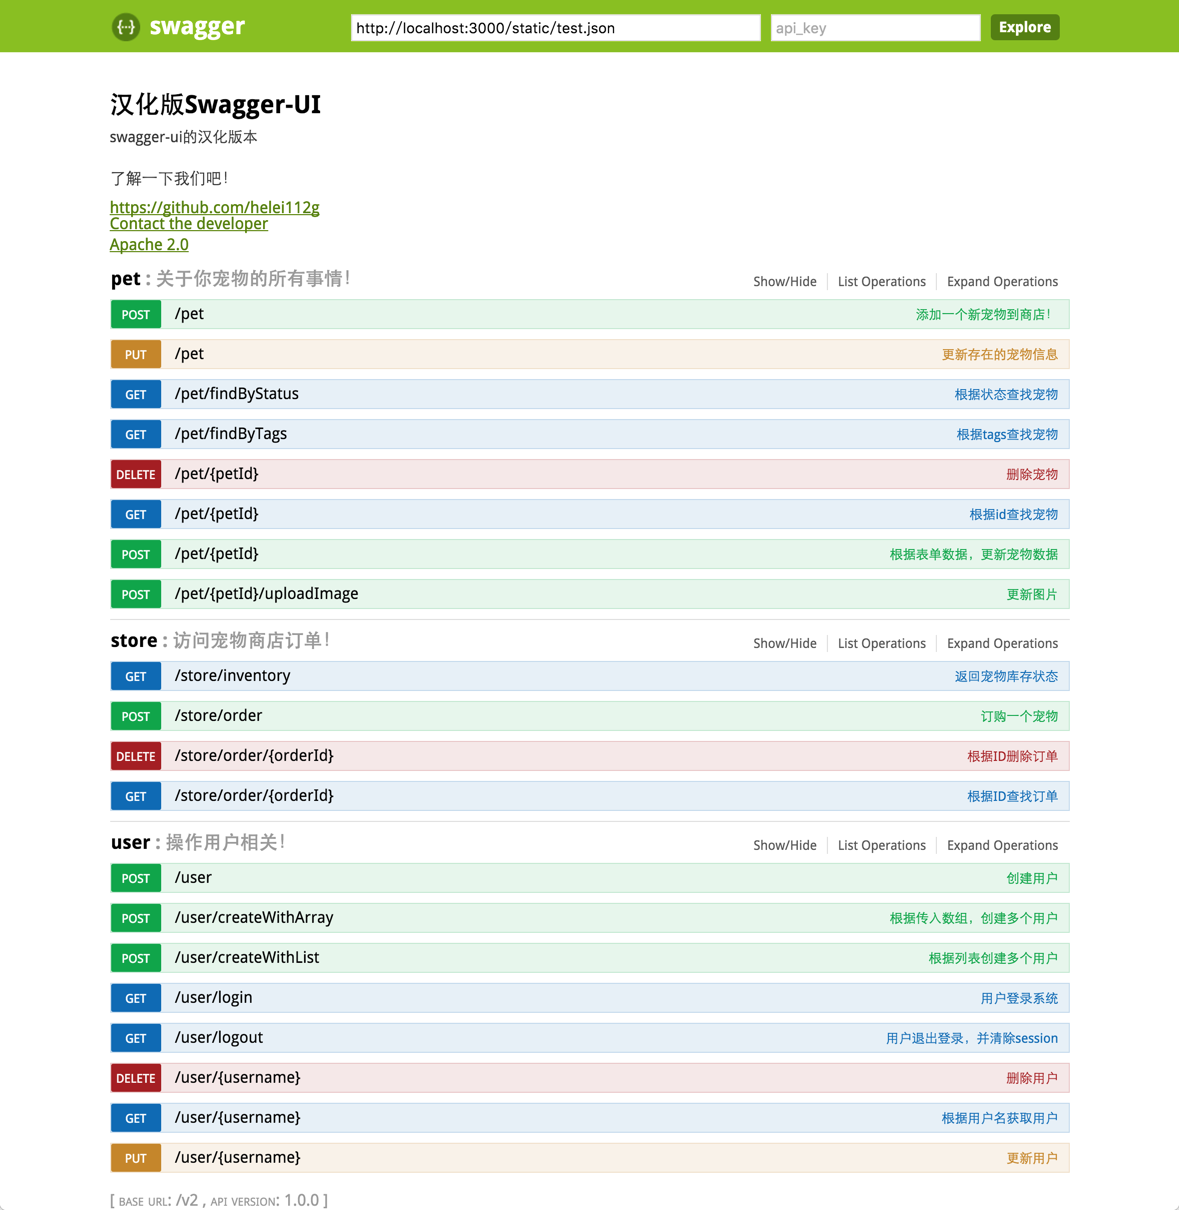 swagger http://localhost:3000/static/test.json api_key Explore
汉化版Swagger-UI
swagger-ui的汉化版本
了解一下我们吧！
https://github.com/helei112g
Contact the developer
Apache 2.0
pet : 关于你宠物的所有事情！ Show/Hide List Operations Expand Operations
POST /pet 添加一个新宠物到商店！
PUT /pet 更新存在的宠物信息
GET /pet/findByStatus 根据状态查找宠物
GET /pet/findByTags 根据tags查找宠物
DELETE /pet/{petId} 删除宠物
GET /pet/{petId} 根据id查找宠物
POST /pet/{petId} 根据表单数据，更新宠物数据
POST /pet/{petId}/uploadImage 更新图片
store : 访问宠物商店订单！ Show/Hide List Operations Expand Operations
GET /store/inventory 返回宠物库存状态
POST /store/order 订购一个宠物
DELETE /store/order/{orderId} 根据ID删除订单
GET /store/order/{orderId} 根据ID查找订单
user : 操作用户相关！ Show/Hide List Operations Expand Operations
POST /user 创建用户
POST /user/createWithArray 根据传入数组，创建多个用户
POST /user/createWithList 根据列表创建多个用户
GET /user/login 用户登录系统
GET /user/logout 用户退出登录，并清除session
DELETE /user/{username} 删除用户
GET /user/{username} 根据用户名获取用户
PUT /user/{username} 更新用户
[ BASE URL: /v2 , API VERSION: 1.0.0 ]